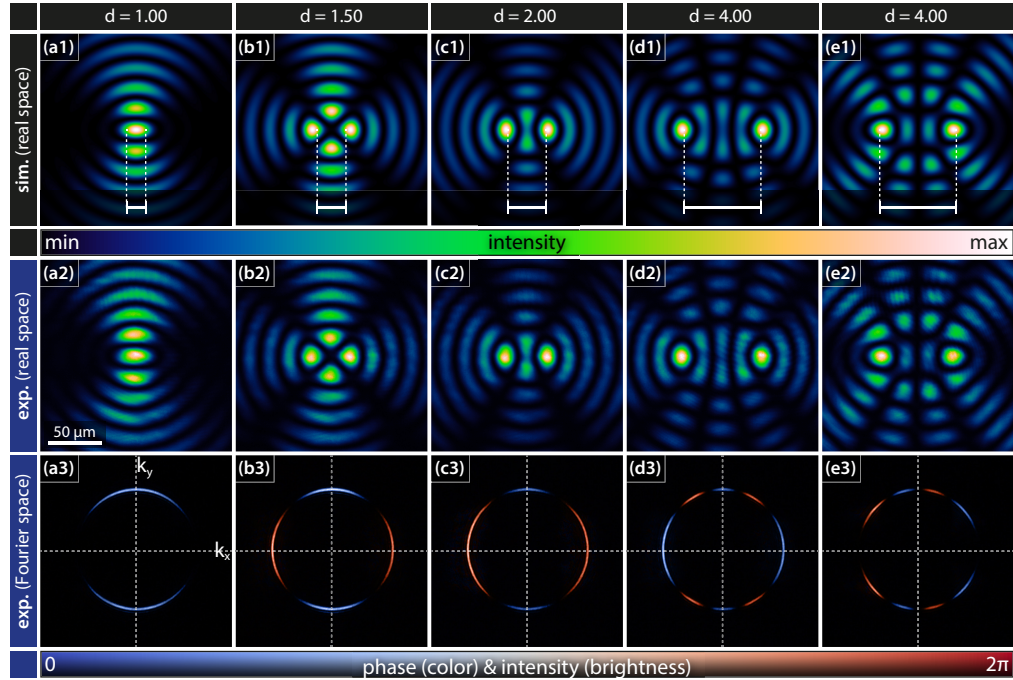 d = 1.00 d = 1.50 d = 2.00 d = 4.00 d = 4.00
sim. (real space)
(a1) (b1) (c1) (d1) (e1)
min intensity max
exp. (real space)
(a2) (b2) (c2) (d2) (e2)
50 µm
exp. (Fourier space)
(a3) (b3) (c3) (d3) (e3)
k_y
k_x
0 phase (color) & intensity (brightness) 2π